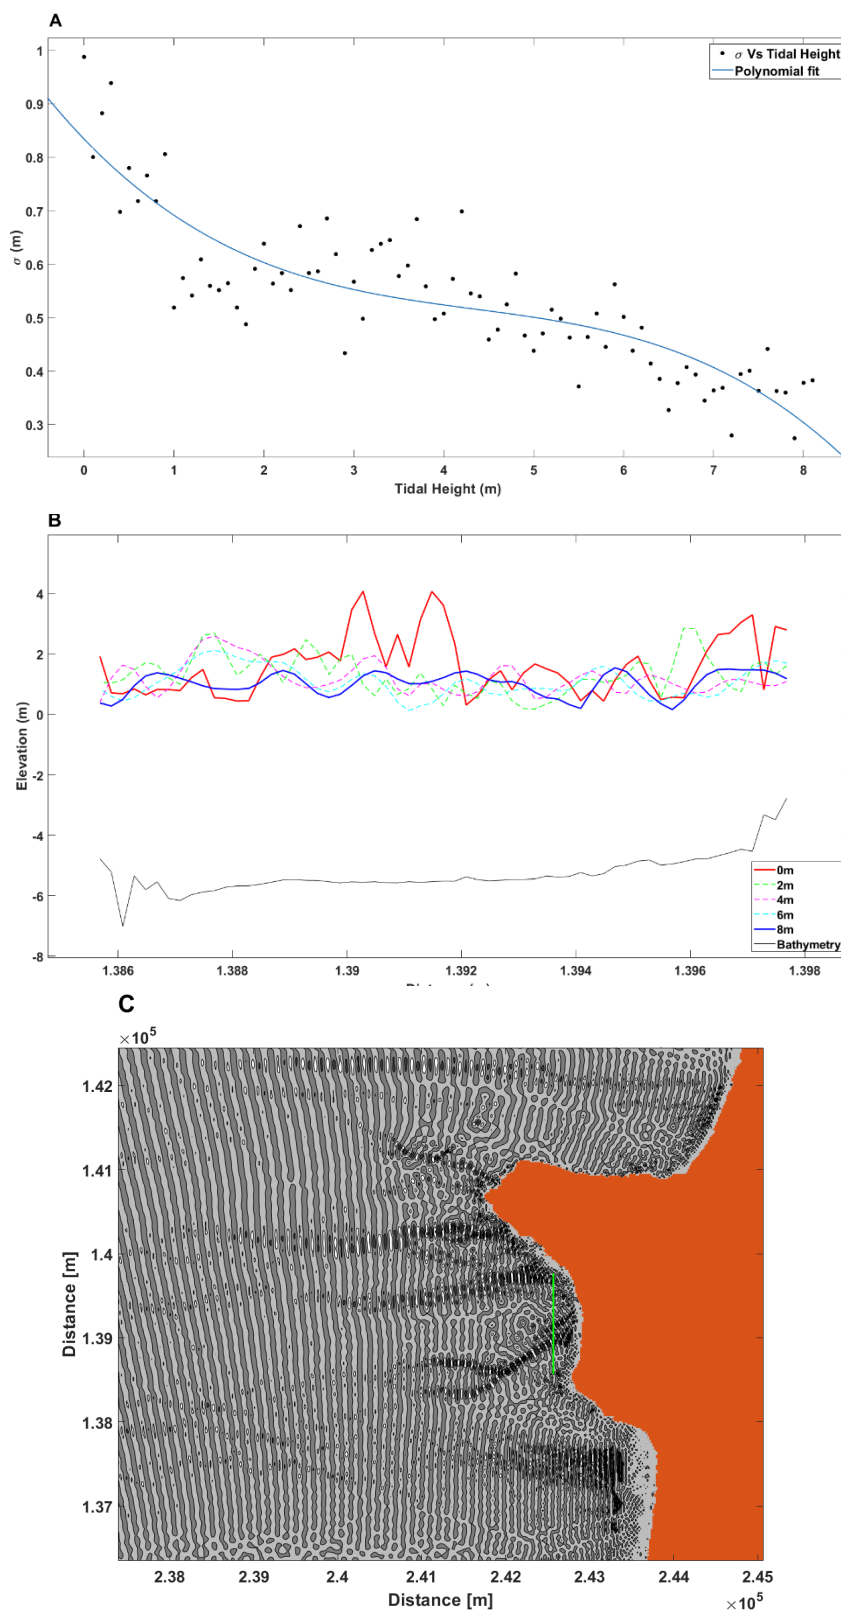 A
1
0.9
0.8
0.7
0.6
0.5
0.4
0.3
σ (m)
σ Vs Tidal Height
Polynomial fit
0 1 2 3 4 5 6 7 8
Tidal Height (m)
B
4
2
0
-2
-4
-6
-8
Elevation (m)
0m
2m
4m
6m
8m
Bathymetry
1.386 1.388 1.39 1.392 1.394 1.396 1.398
C
×10⁵
1.42
1.41
1.4
1.39
1.38
1.37
Distance [m]
2.38 2.39 2.4 2.41 2.42 2.43 2.44 2.45
Distance [m]
×10⁵